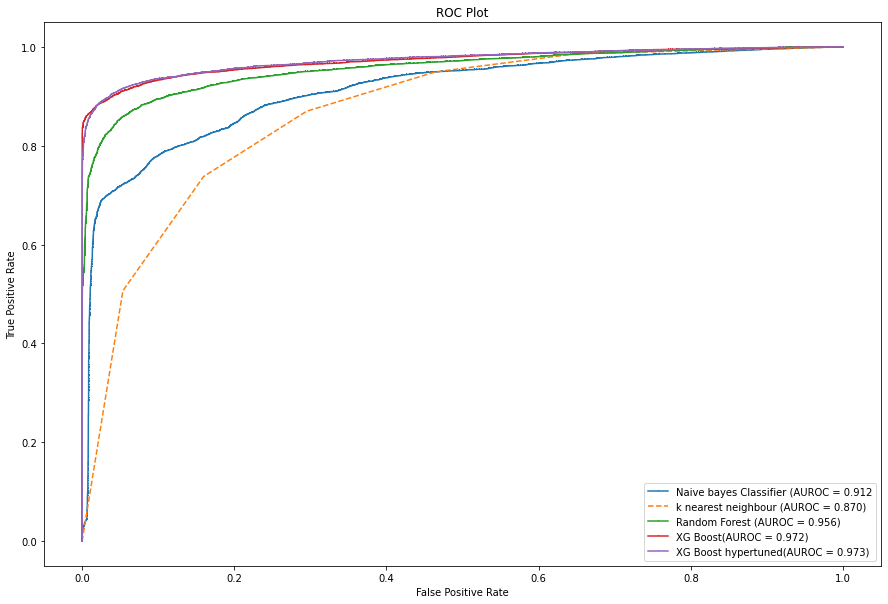 ROC Plot
1.0
0.8
0.6
0.4
0.2
0.0
True Positive Rate
Naive bayes Classifier (AUROC = 0.912
k nearest neighbour (AUROC = 0.870)
Random Forest (AUROC = 0.956)
XG Boost(AUROC = 0.972)
XG Boost hypertuned(AUROC = 0.973)
0.0 0.2 0.4 0.6 0.8 1.0
False Positive Rate